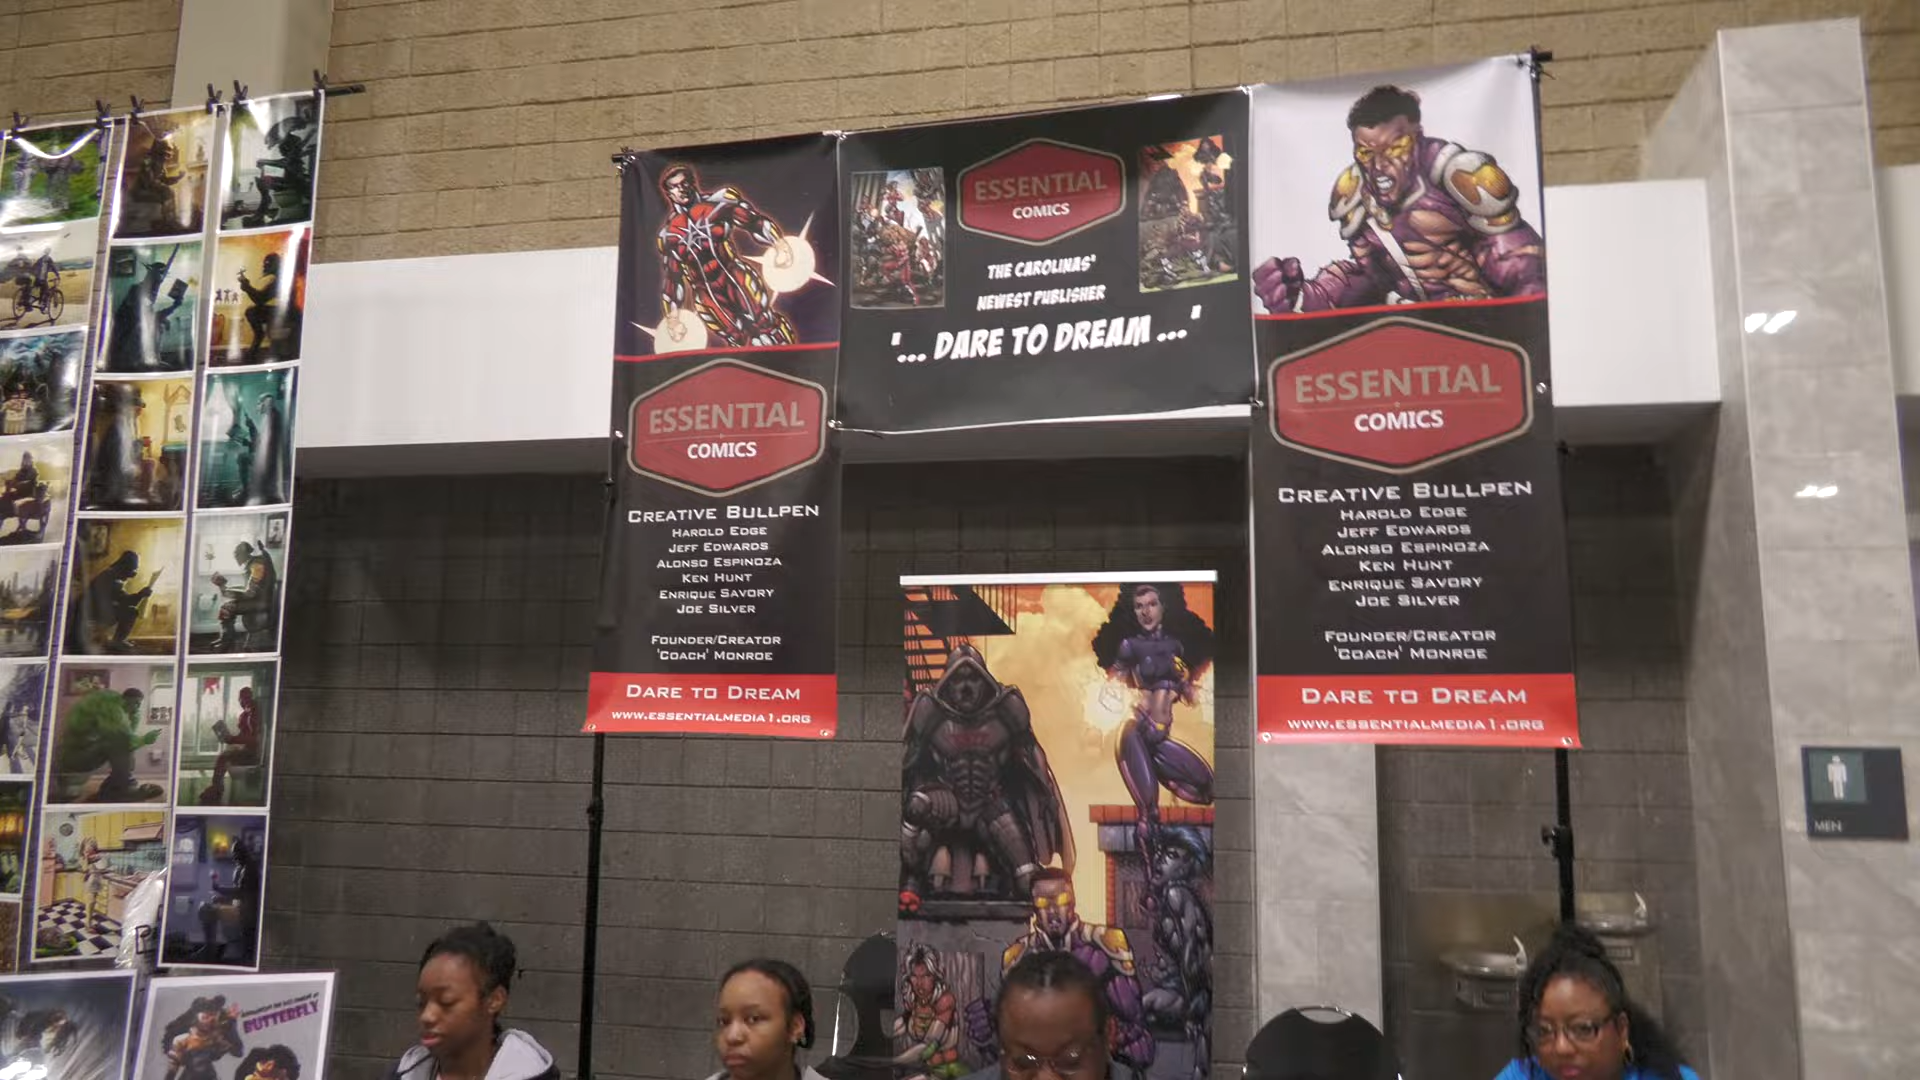 ESSENTIAL
COMICS
THE CAROLINAS'
NEWEST PUBLISHER
"... DARE TO DREAM ..."
ESSENTIAL
COMICS
CREATIVE BULLPEN
HAROLD EDGE
JEFF EDWARDS
ALONSO ESPINOZA
KEN HUNT
ENRIQUE SAVORY
JOE SILVER
FOUNDER/CREATOR
'COACH' MONROE
DARE TO DREAM
WWW.ESSENTIALMEDIA1.ORG
ESSENTIAL
COMICS
CREATIVE BULLPEN
HAROLD EDGE
JEFF EDWARDS
ALONSO ESPINOZA
KEN HUNT
ENRIQUE SAVORY
JOE SILVER
FOUNDER/CREATOR
'COACH' MONROE
DARE TO DREAM
WWW.ESSENTIALMEDIA1.ORG
MEN
BUTTERFLY